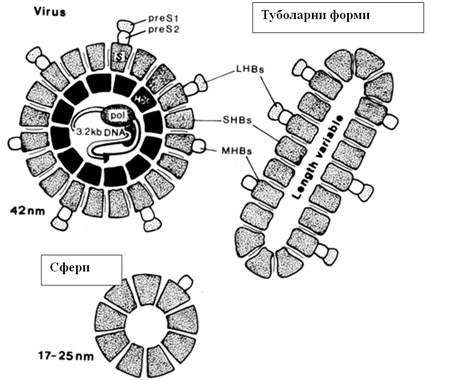 Virus
preS1
preS2
S
HBc
pol
3.2kb DNA
42nm
Туболарни форми
LHBs
SHBs
MHBs
Length variable
Сфери
17-25nm